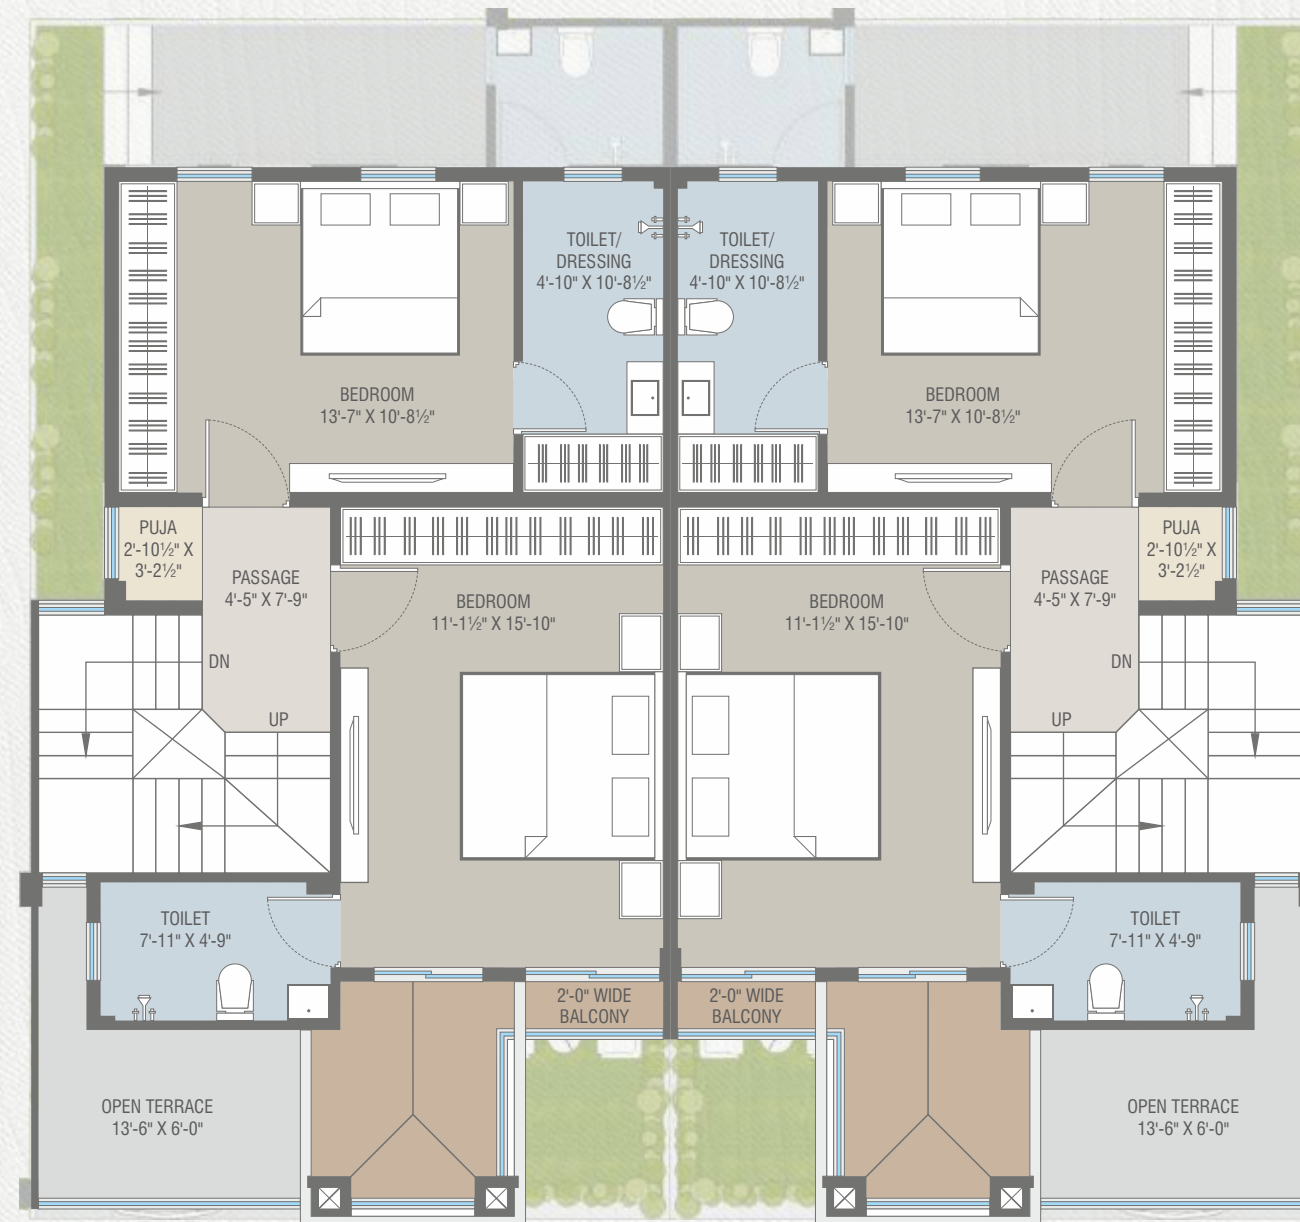 TOILET/
DRESSING
4'-10" X 10'-8½"
TOILET/
DRESSING
4'-10" X 10'-8½"
BEDROOM
13'-7" X 10'-8½"
BEDROOM
13'-7" X 10'-8½"
PUJA
2'-10½" X
3'-2½"
PASSAGE
4'-5" X 7'-9"
BEDROOM
11'-1½" X 15'-10"
BEDROOM
11'-1½" X 15'-10"
PASSAGE
4'-5" X 7'-9"
PUJA
2'-10½" X
3'-2½"
DN
UP
DN
UP
TOILET
7'-11" X 4'-9"
TOILET
7'-11" X 4'-9"
2'-0" WIDE
BALCONY
2'-0" WIDE
BALCONY
OPEN TERRACE
13'-6" X 6'-0"
OPEN TERRACE
13'-6" X 6'-0"